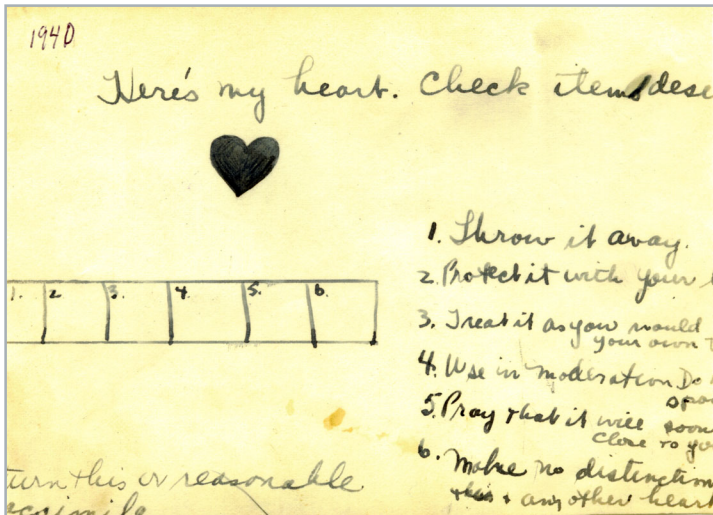 1940
Here's my heart. Check items
1. Throw it away.
2. Protect it with your
3. Treat it as you would
your own
4. Use in moderation Do
5. Pray that it will soon
close to
6. Make no distinction
this & any other heart
1. 2 3. 4. 5. 6.
this or reasonable